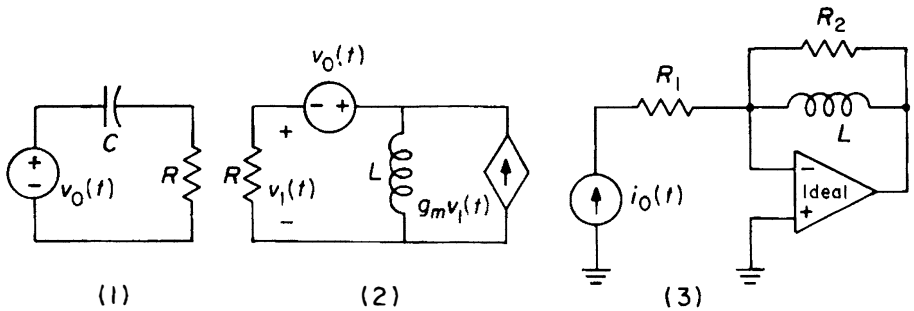 C
+
-
v₀(t)
R
(1)
v₀(t)
- +
+
R
v₁(t)
-
L
gₘv₁(t)
(2)
R₂
R₁
L
-
Ideal
+
i₀(t)
(3)